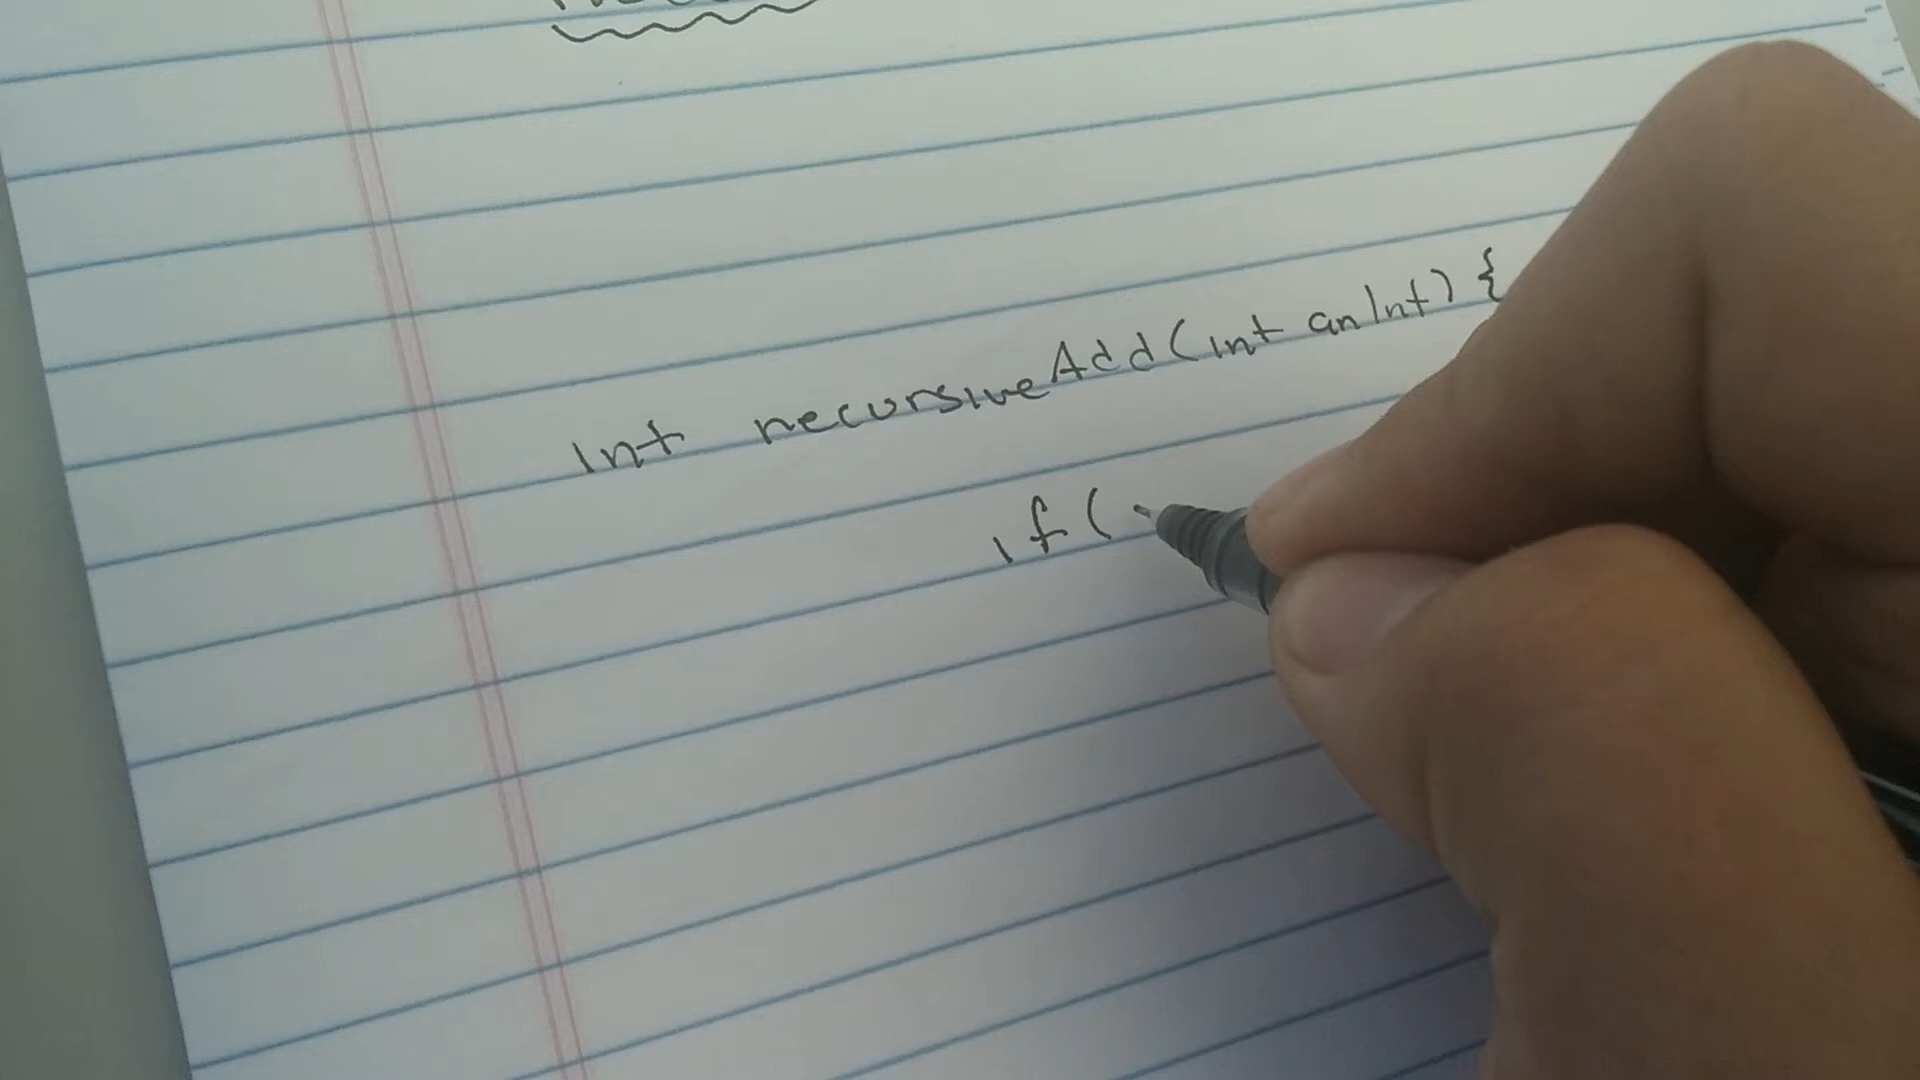 int recursiveAdd(int anInt) {
if (